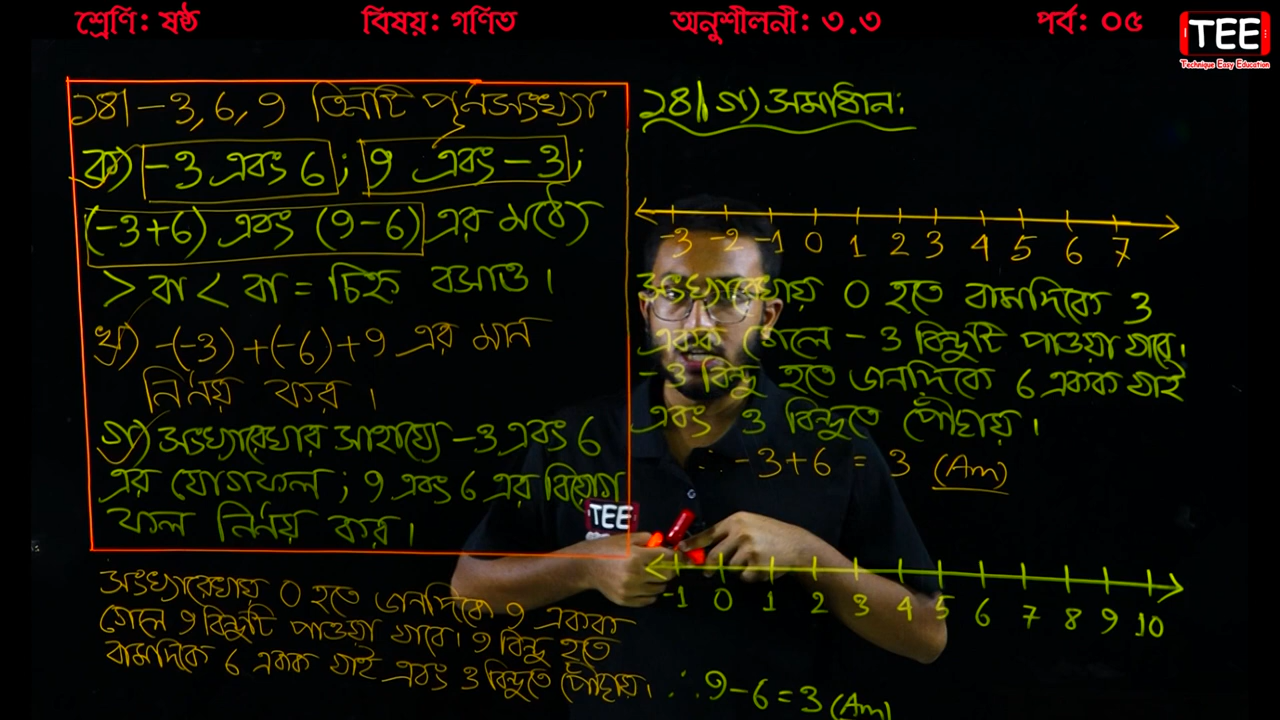 শ্রেণি: ষষ্ঠ বিষয়: গণিত অনুশীলনী: ৩.৩ পর্ব: ০৫
TEE
Technique Easy Education
১৪। -3, 6, 9 তিনটি পূর্ণসংখ্যা
ক) -3 এবং 6; 9 এবং -3;
(-3+6) এবং (9-6) এর মধ্যে
> বা < বা = চিহ্ন বসাও।
খ) -(-3)+(-6)+9 এর মান
নির্ণয় কর।
গ) সংখ্যারেখার সাহায্যে -3 এবং 6
এর যোগফল; 9 এবং 6 এর বিয়োগ
ফল নির্ণয় কর।
১৪। গ) সমাধান:
-3 -2 -1 0 1 2 3 4 5 6 7
সংখ্যারেখায় 0 হতে বামদিকে 3
একক গেলে -3 বিন্দুটি পাওয়া যাবে।
-3 বিন্দু হতে ডানদিকে 6 একক যাই
এবং 3 বিন্দুতে পৌছায়।
∴ -3+6 = 3 (Ans)
TEE
সংখ্যারেখায় 0 হতে ডানদিকে 9 একক
গেলে 9 বিন্দুটি পাওয়া যাবে। 9 বিন্দু হতে
বামদিকে 6 একক যাই এবং 3 বিন্দুতে পৌছায়।
-1 0 1 2 3 4 5 6 7 8 9 10
∴ 9-6=3 (Ans)